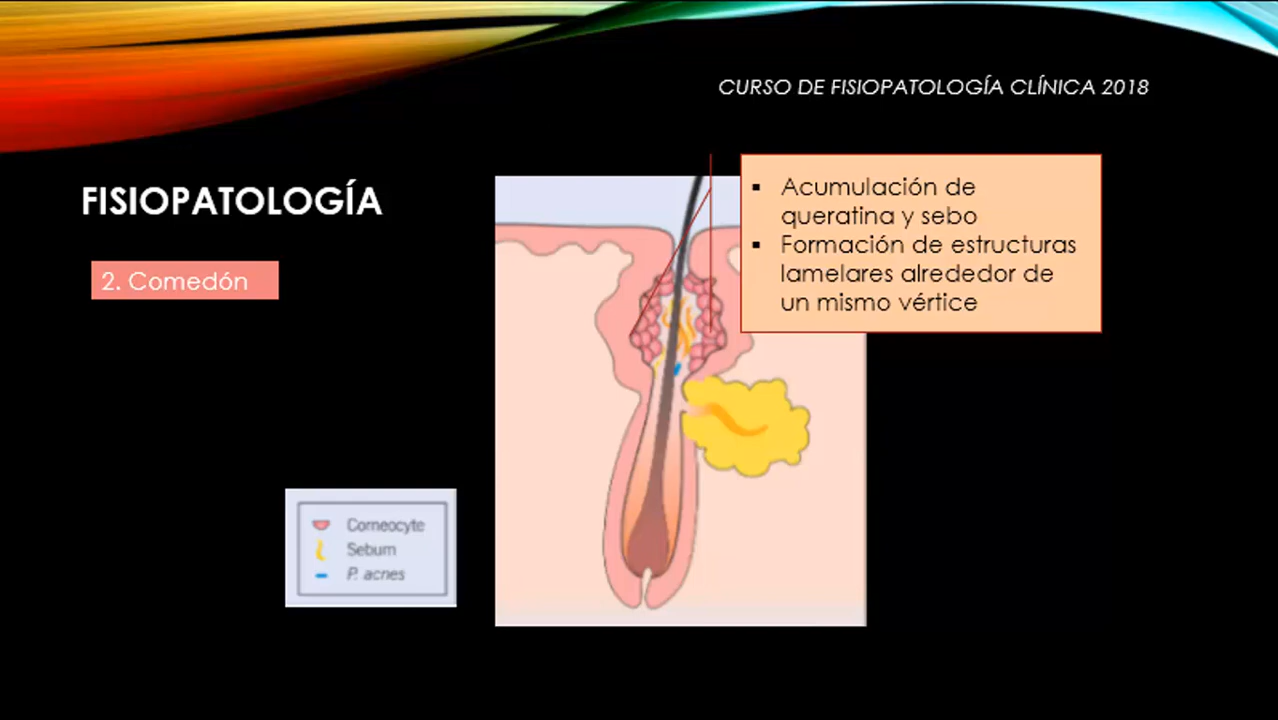 CURSO DE FISIOPATOLOGÍA CLÍNICA 2018
FISIOPATOLOGÍA
2. Comedón
▪ Acumulación de
queratina y sebo
▪ Formación de estructuras
lamelares alrededor de
un mismo vértice
Corneocyte
Sebum
P. acnes